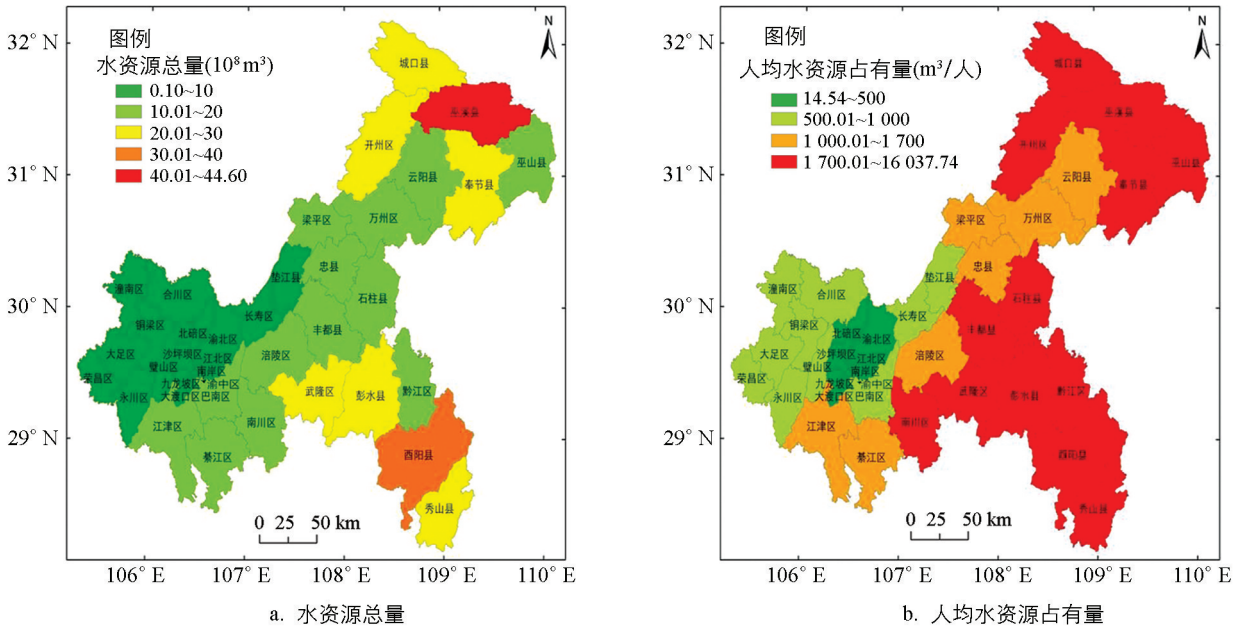 32° N
31° N
30° N
29° N
图例
水资源总量(10⁸m³)
0.10~10
10.01~20
20.01~30
30.01~40
40.01~44.60
N
城口县
巫溪县
开州区
巫山县
云阳县
奉节县
梁平区
万州区
忠县
垫江县
石柱县
潼南区
合川区
长寿区
丰都县
铜梁区
北碚区
渝北区
大足区
沙坪坝区
江北区
涪陵区
璧山区
南岸区
荣昌区
九龙坡区
渝中区
永川区
大渡口区
巴南区
武隆区
彭水县
黔江区
江津区
南川区
綦江区
酉阳县
秀山县
0 25 50 km
106° E 107° E 108° E 109° E 110° E
a. 水资源总量
32° N
31° N
30° N
29° N
图例
人均水资源占有量(m³/人)
14.54~500
500.01~1 000
1 000.01~1 700
1 700.01~16 037.74
N
城口县
巫溪县
开州区
巫山县
云阳县
奉节县
梁平区
万州区
忠县
垫江县
石柱县
潼南区
合川区
长寿区
丰都县
铜梁区
北碚区
渝北区
大足区
沙坪坝区
江北区
涪陵区
璧山区
南岸区
荣昌区
九龙坡区
渝中区
永川区
大渡口区
巴南区
武隆区
彭水县
黔江区
江津区
南川区
綦江区
酉阳县
秀山县
0 25 50 km
106° E 107° E 108° E 109° E 110° E
b. 人均水资源占有量